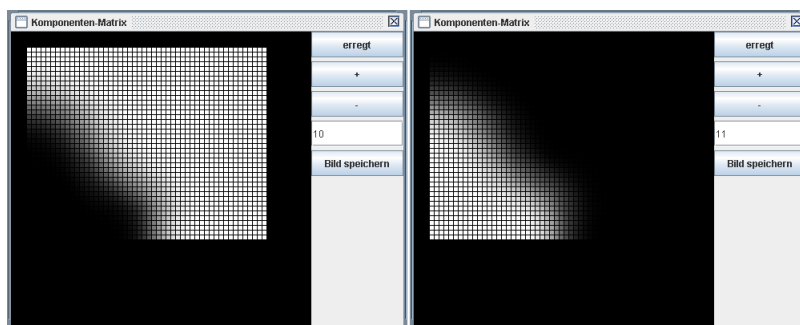 Komponenten-Matrix
erregt
+
-
10
Bild speichern
Komponenten-Matrix
erregt
+
-
11
Bild speichern